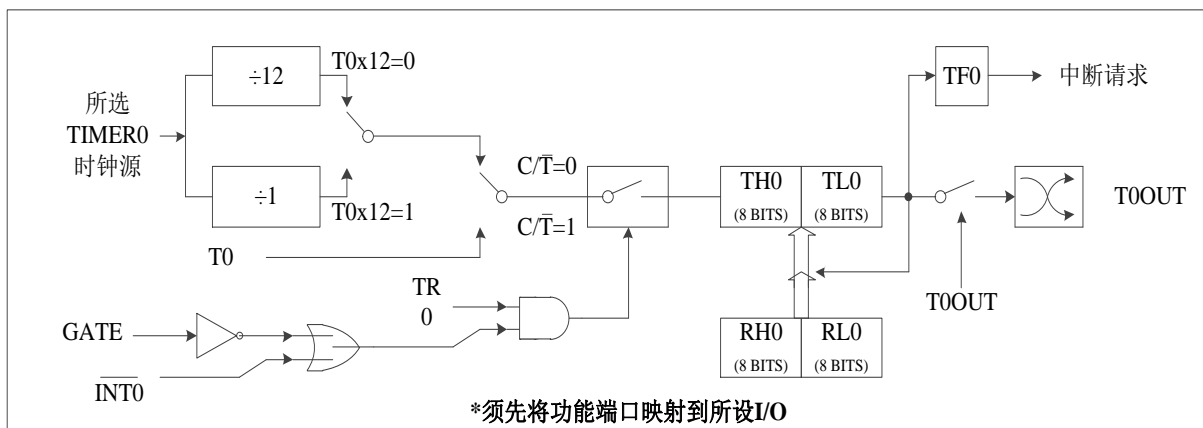 ÷12
T0x12=0
所选
TIMER0
时钟源
÷1
T0x12=1
T0
C/T̅=0
C/T̅=1
TH0
(8 BITS)
TL0
(8 BITS)
TF0
中断请求
T0OUT
T0OUT
TR
0
GATE
I̅N̅T̅0̅
RH0
(8 BITS)
RL0
(8 BITS)
*须先将功能端口映射到所设I/O